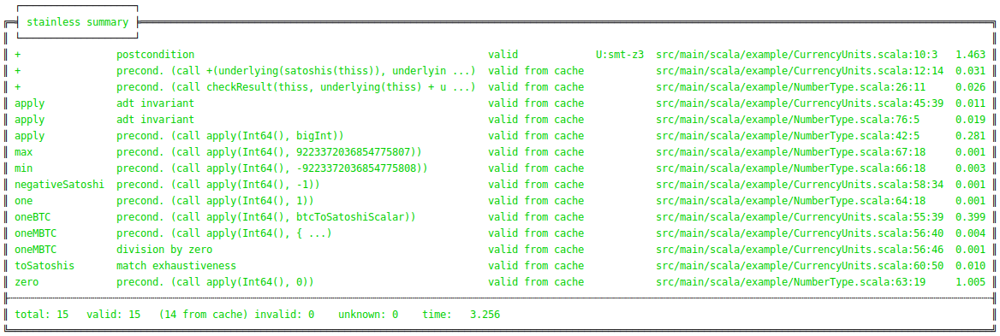 stainless summary
+ postcondition valid U:smt-z3 src/main/scala/example/CurrencyUnits.scala:10:3 1.463
+ precond. (call +(underlying(satoshis(thiss)), underlyin ...) valid from cache src/main/scala/example/CurrencyUnits.scala:12:14 0.031
+ precond. (call checkResult(thiss, underlying(thiss) + u ...) valid from cache src/main/scala/example/NumberType.scala:26:11 0.026
apply adt invariant valid from cache src/main/scala/example/CurrencyUnits.scala:45:39 0.011
apply adt invariant valid from cache src/main/scala/example/NumberType.scala:76:5 0.019
apply precond. (call apply(Int64(), bigInt)) valid from cache src/main/scala/example/NumberType.scala:42:5 0.281
max precond. (call apply(Int64(), 9223372036854775807)) valid from cache src/main/scala/example/NumberType.scala:67:18 0.001
min precond. (call apply(Int64(), -9223372036854775808)) valid from cache src/main/scala/example/NumberType.scala:66:18 0.003
negativeSatoshi precond. (call apply(Int64(), -1)) valid from cache src/main/scala/example/CurrencyUnits.scala:58:34 0.001
one precond. (call apply(Int64(), 1)) valid from cache src/main/scala/example/NumberType.scala:64:18 0.001
oneBTC precond. (call apply(Int64(), btcToSatoshiScalar)) valid from cache src/main/scala/example/CurrencyUnits.scala:55:39 0.399
oneMBTC precond. (call apply(Int64(), { ...) valid from cache src/main/scala/example/CurrencyUnits.scala:56:40 0.004
oneMBTC division by zero valid from cache src/main/scala/example/CurrencyUnits.scala:56:46 0.001
toSatoshis match exhaustiveness valid from cache src/main/scala/example/CurrencyUnits.scala:60:50 0.010
zero precond. (call apply(Int64(), 0)) valid from cache src/main/scala/example/NumberType.scala:63:19 1.005
total: 15 valid: 15 (14 from cache) invalid: 0 unknown: 0 time: 3.256